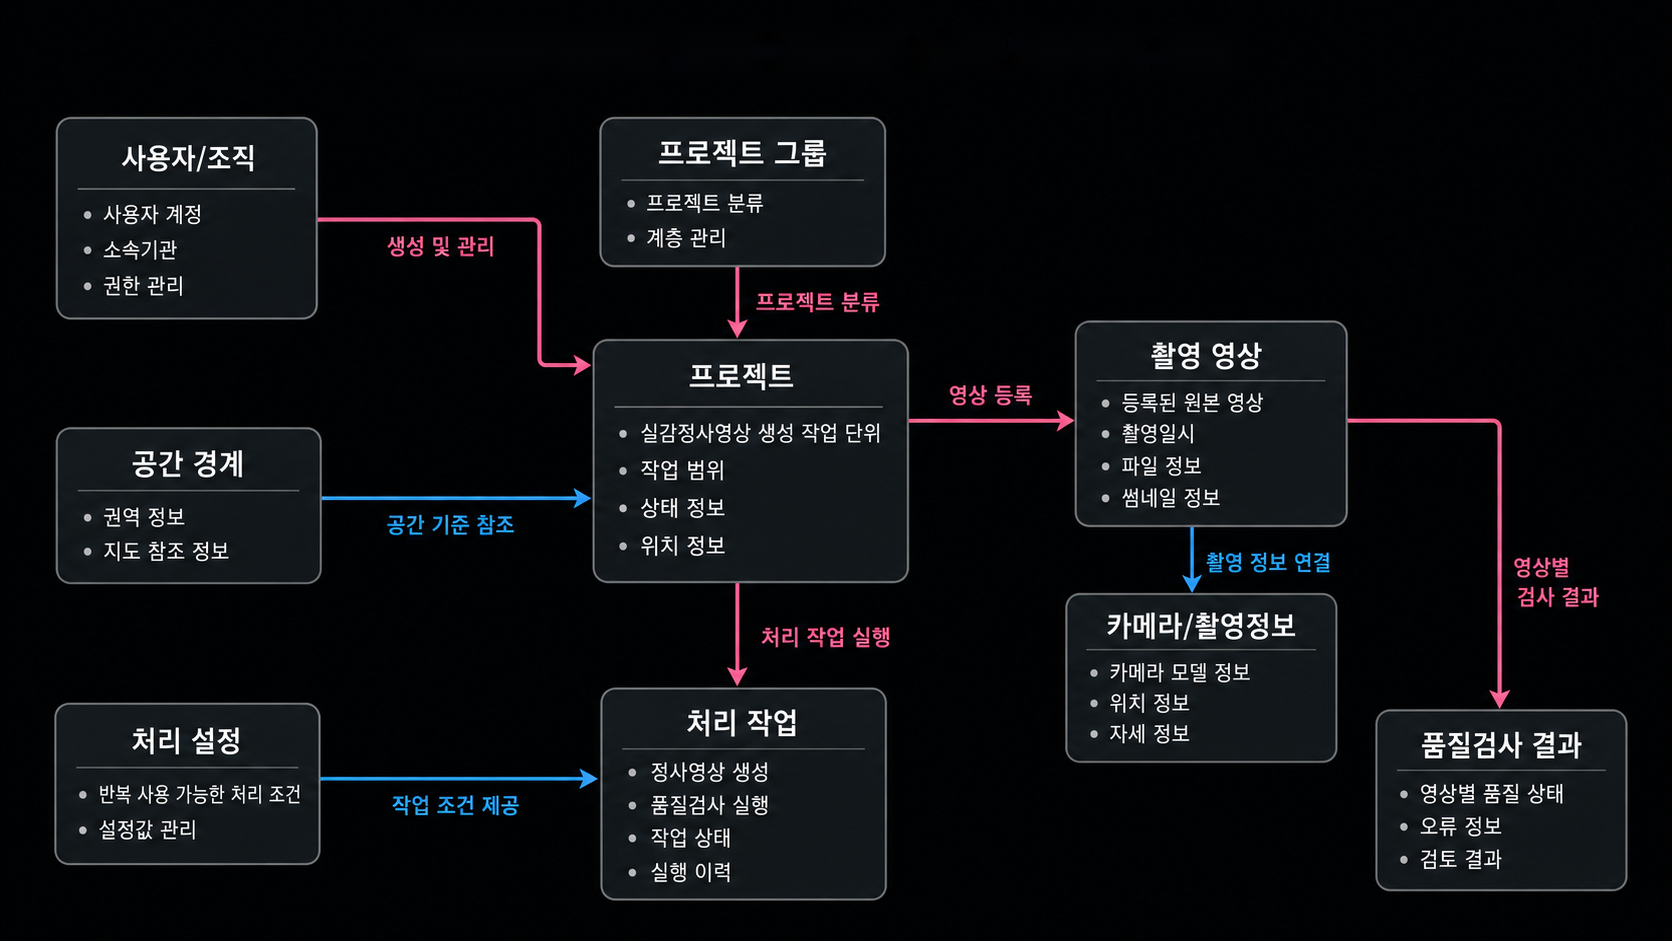 사용자/조직
사용자 계정
소속기관
권한 관리
생성 및 관리
프로젝트 그룹
프로젝트 분류
계층 관리
프로젝트 분류
프로젝트
실감정사영상 생성 작업 단위
작업 범위
상태 정보
위치 정보
영상 등록
촬영 영상
등록된 원본 영상
촬영일시
파일 정보
썸네일 정보
공간 경계
권역 정보
지도 참조 정보
공간 기준 참조
촬영 정보 연결
영상별
검사 결과
처리 작업 실행
카메라/촬영정보
카메라 모델 정보
위치 정보
자세 정보
처리 설정
반복 사용 가능한 처리 조건
설정값 관리
작업 조건 제공
처리 작업
정사영상 생성
품질검사 실행
작업 상태
실행 이력
품질검사 결과
영상별 품질 상태
오류 정보
검토 결과